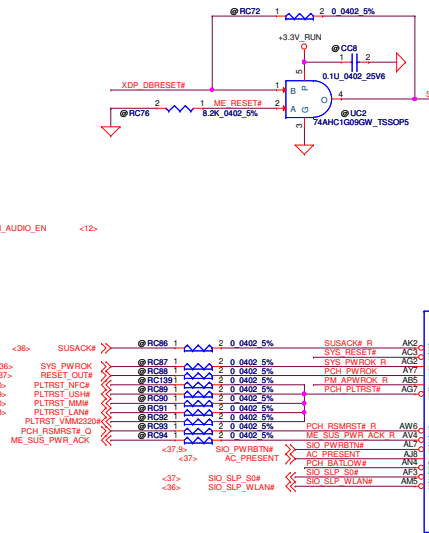 @ RC72 1 2 0_0402_5%
+3.3V_RUN
@ CC8
1 2
0.1U_0402_25V6
XDP_DBRESET# 1 B P 5
O 4
@ RC76 2 1 ME_RESET# 2 A G 3
8.2K_0402_5%
@ UC2
74AHC1G09GW_TSSOP5
_AUDIO_EN <12>
<36> SUSACK# @ RC86 1 2 0_0402_5% SUSACK#_R AK2
SYS_RESET# AC3
SYS_PWROK @ RC87 1 2 0_0402_5% SYS_PWROK_R AG2
RESET_OUT# @ RC88 1 2 0_0402_5% PCH_PWROK AY7
PLTRST_NFC# @ RC139 1 2 0_0402_5% PM_APWROK_R AB5
PLTRST_USH# @ RC89 1 2 0_0402_5% PCH_PLTRST# AG7
PLTRST_MMI# @ RC90 1 2 0_0402_5%
PLTRST_LAN# @ RC91 1 2 0_0402_5%
PLTRST_VMM2320# @ RC92 1 2 0_0402_5%
PCH_RSMRST#_Q @ RC93 1 2 0_0402_5% PCH_RSMRST#_R AW6
ME_SUS_PWR_ACK @ RC94 1 2 0_0402_5% ME_SUS_PWR_ACK_R AV4
<37,9> SIO_PWRBTN# SIO_PWRBTN# AL7
<37> AC_PRESENT AC_PRESENT AJ8
PCH_BATLOW# AN4
<37> SIO_SLP_S0# SIO_SLP_S0# AF3
<36> SIO_SLP_WLAN# SIO_SLP_WLAN# AM5